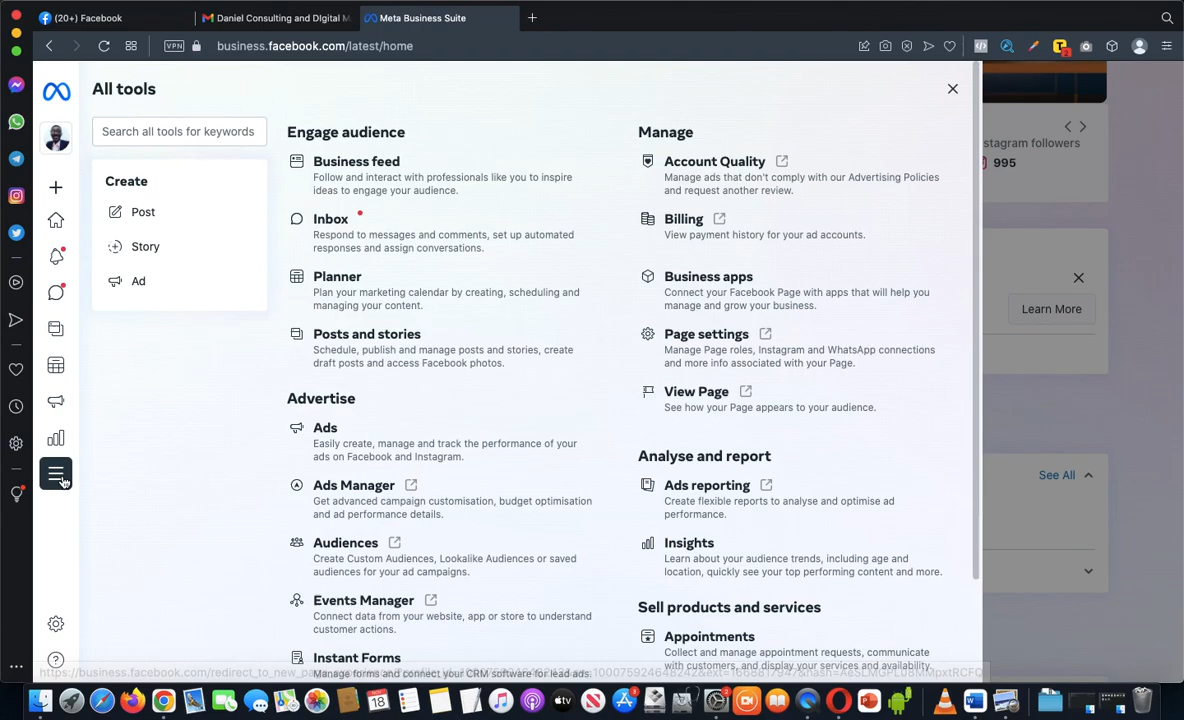 (20+) Facebook
Daniel Consulting and DIgital M
Meta Business Suite
VPN
business.facebook.com/latest/home
2
All tools
Search all tools for keywords
Create
Post
Story
Ad
Engage audience
Business feed
Follow and interact with professionals like you to inspire
ideas to engage your audience.
Inbox
Respond to messages and comments, set up automated
responses and assign conversations.
Planner
Plan your marketing calendar by creating, scheduling and
managing your content.
Posts and stories
Schedule, publish and manage posts and stories, create
draft posts and access Facebook photos.
Advertise
Ads
Easily create, manage and track the performance of your
ads on Facebook and Instagram.
Ads Manager
Get advanced campaign customisation, budget optimisation
and ad performance details.
Audiences
Create Custom Audiences, Lookalike Audiences or saved
audiences for your ad campaigns.
Events Manager
Connect data from your website, app or store to understand
customer actions.
Instant Forms
Manage forms and connect your CRM software for lead ads.
Manage
Account Quality
Manage ads that don't comply with our Advertising Policies
and request another review.
Billing
View payment history for your ad accounts.
Business apps
Connect your Facebook Page with apps that will help you
manage and grow your business.
Page settings
Manage Page roles, Instagram and WhatsApp connections
and more info associated with your Page.
View Page
See how your Page appears to your audience.
Analyse and report
Ads reporting
Create flexible reports to analyse and optimise ad
performance.
Insights
Learn about your audience trends, including age and
location, quickly see your top performing content and more.
Sell products and services
Appointments
Collect and manage appointment requests, communicate
with customers, and display your services and availability.
stagram followers
995
Learn More
See All
18
3